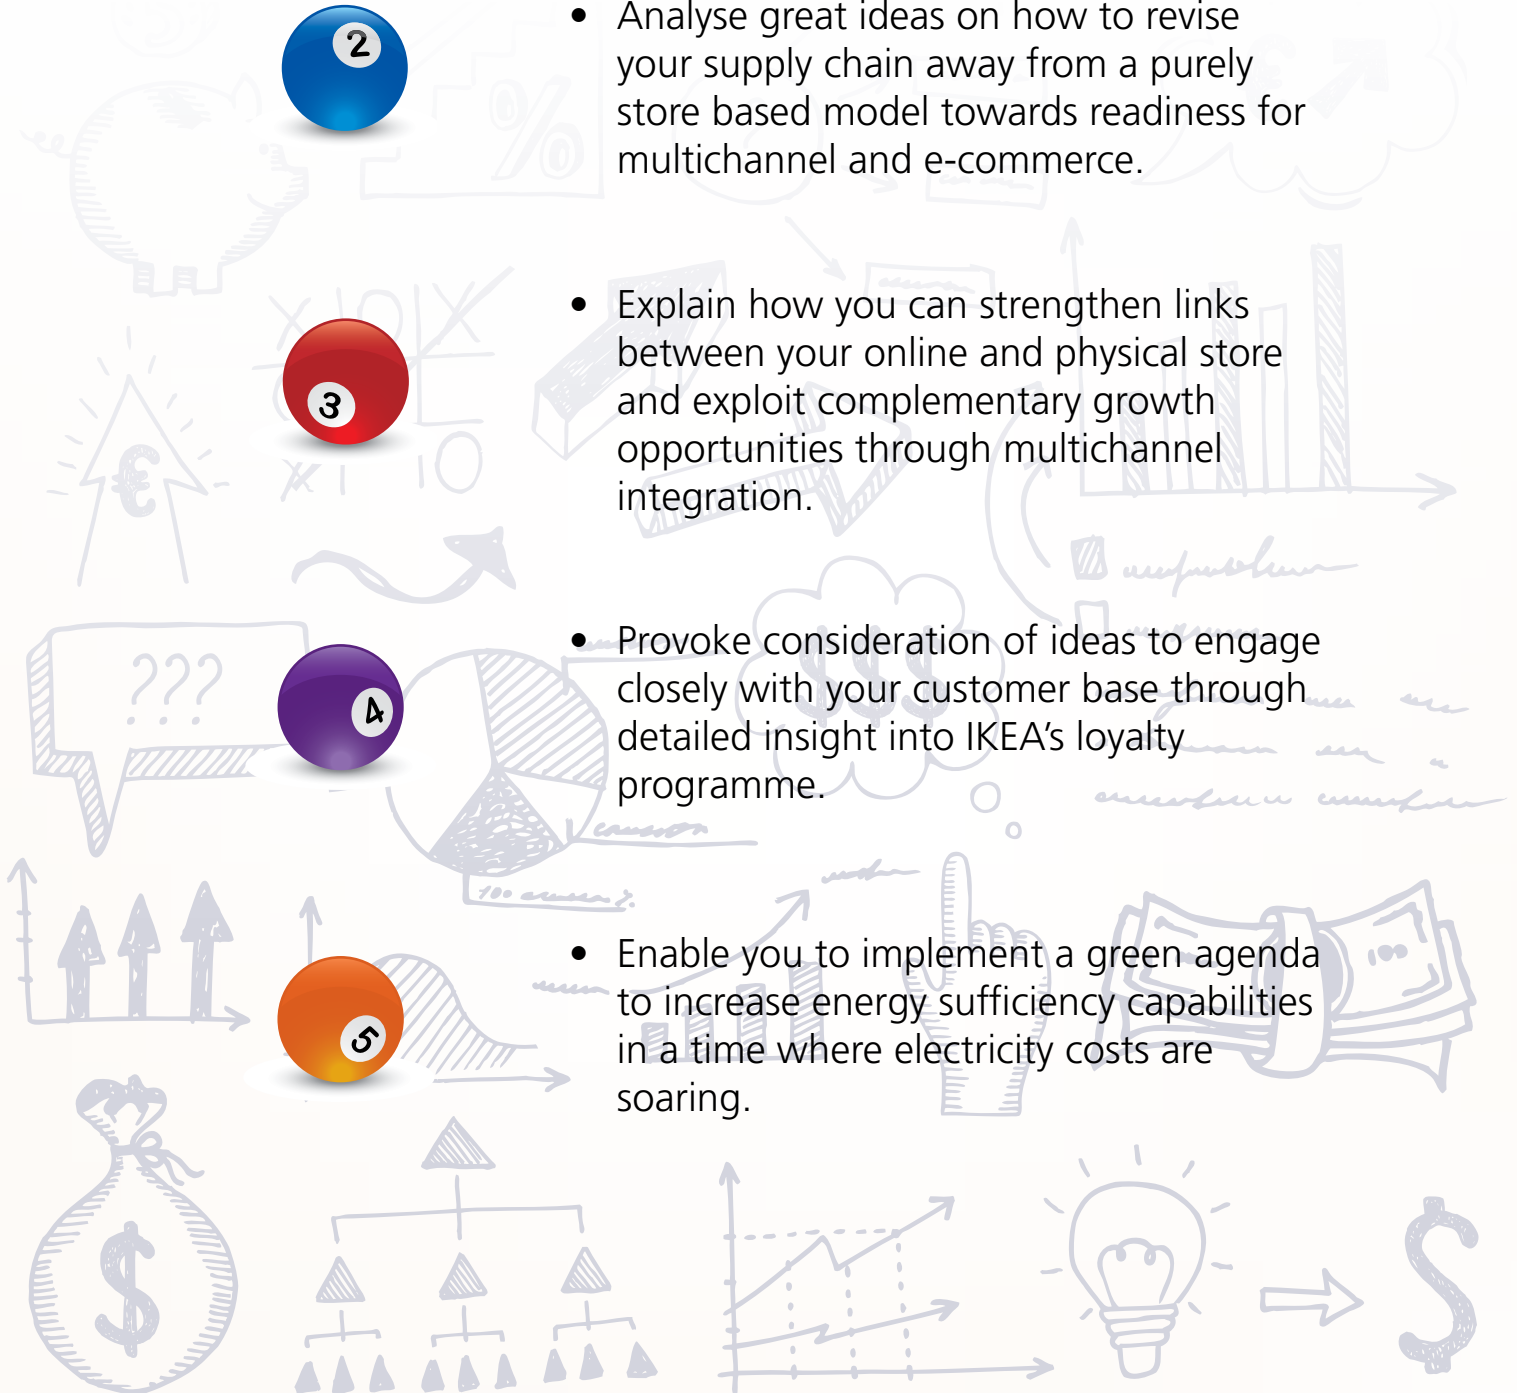 2
• Analyse great ideas on how to revise
your supply chain away from a purely
store based model towards readiness for
multichannel and e-commerce.
%
€
3
• Explain how you can strengthen links
between your online and physical store
and exploit complementary growth
opportunities through multichannel
integration.
€
???
4
• Provoke consideration of ideas to engage
closely with your customer base through
detailed insight into IKEA’s loyalty
programme.
$$$
100
%
5
• Enable you to implement a green agenda
to increase energy sufficiency capabilities
in a time where electricity costs are
soaring.
100
$
$